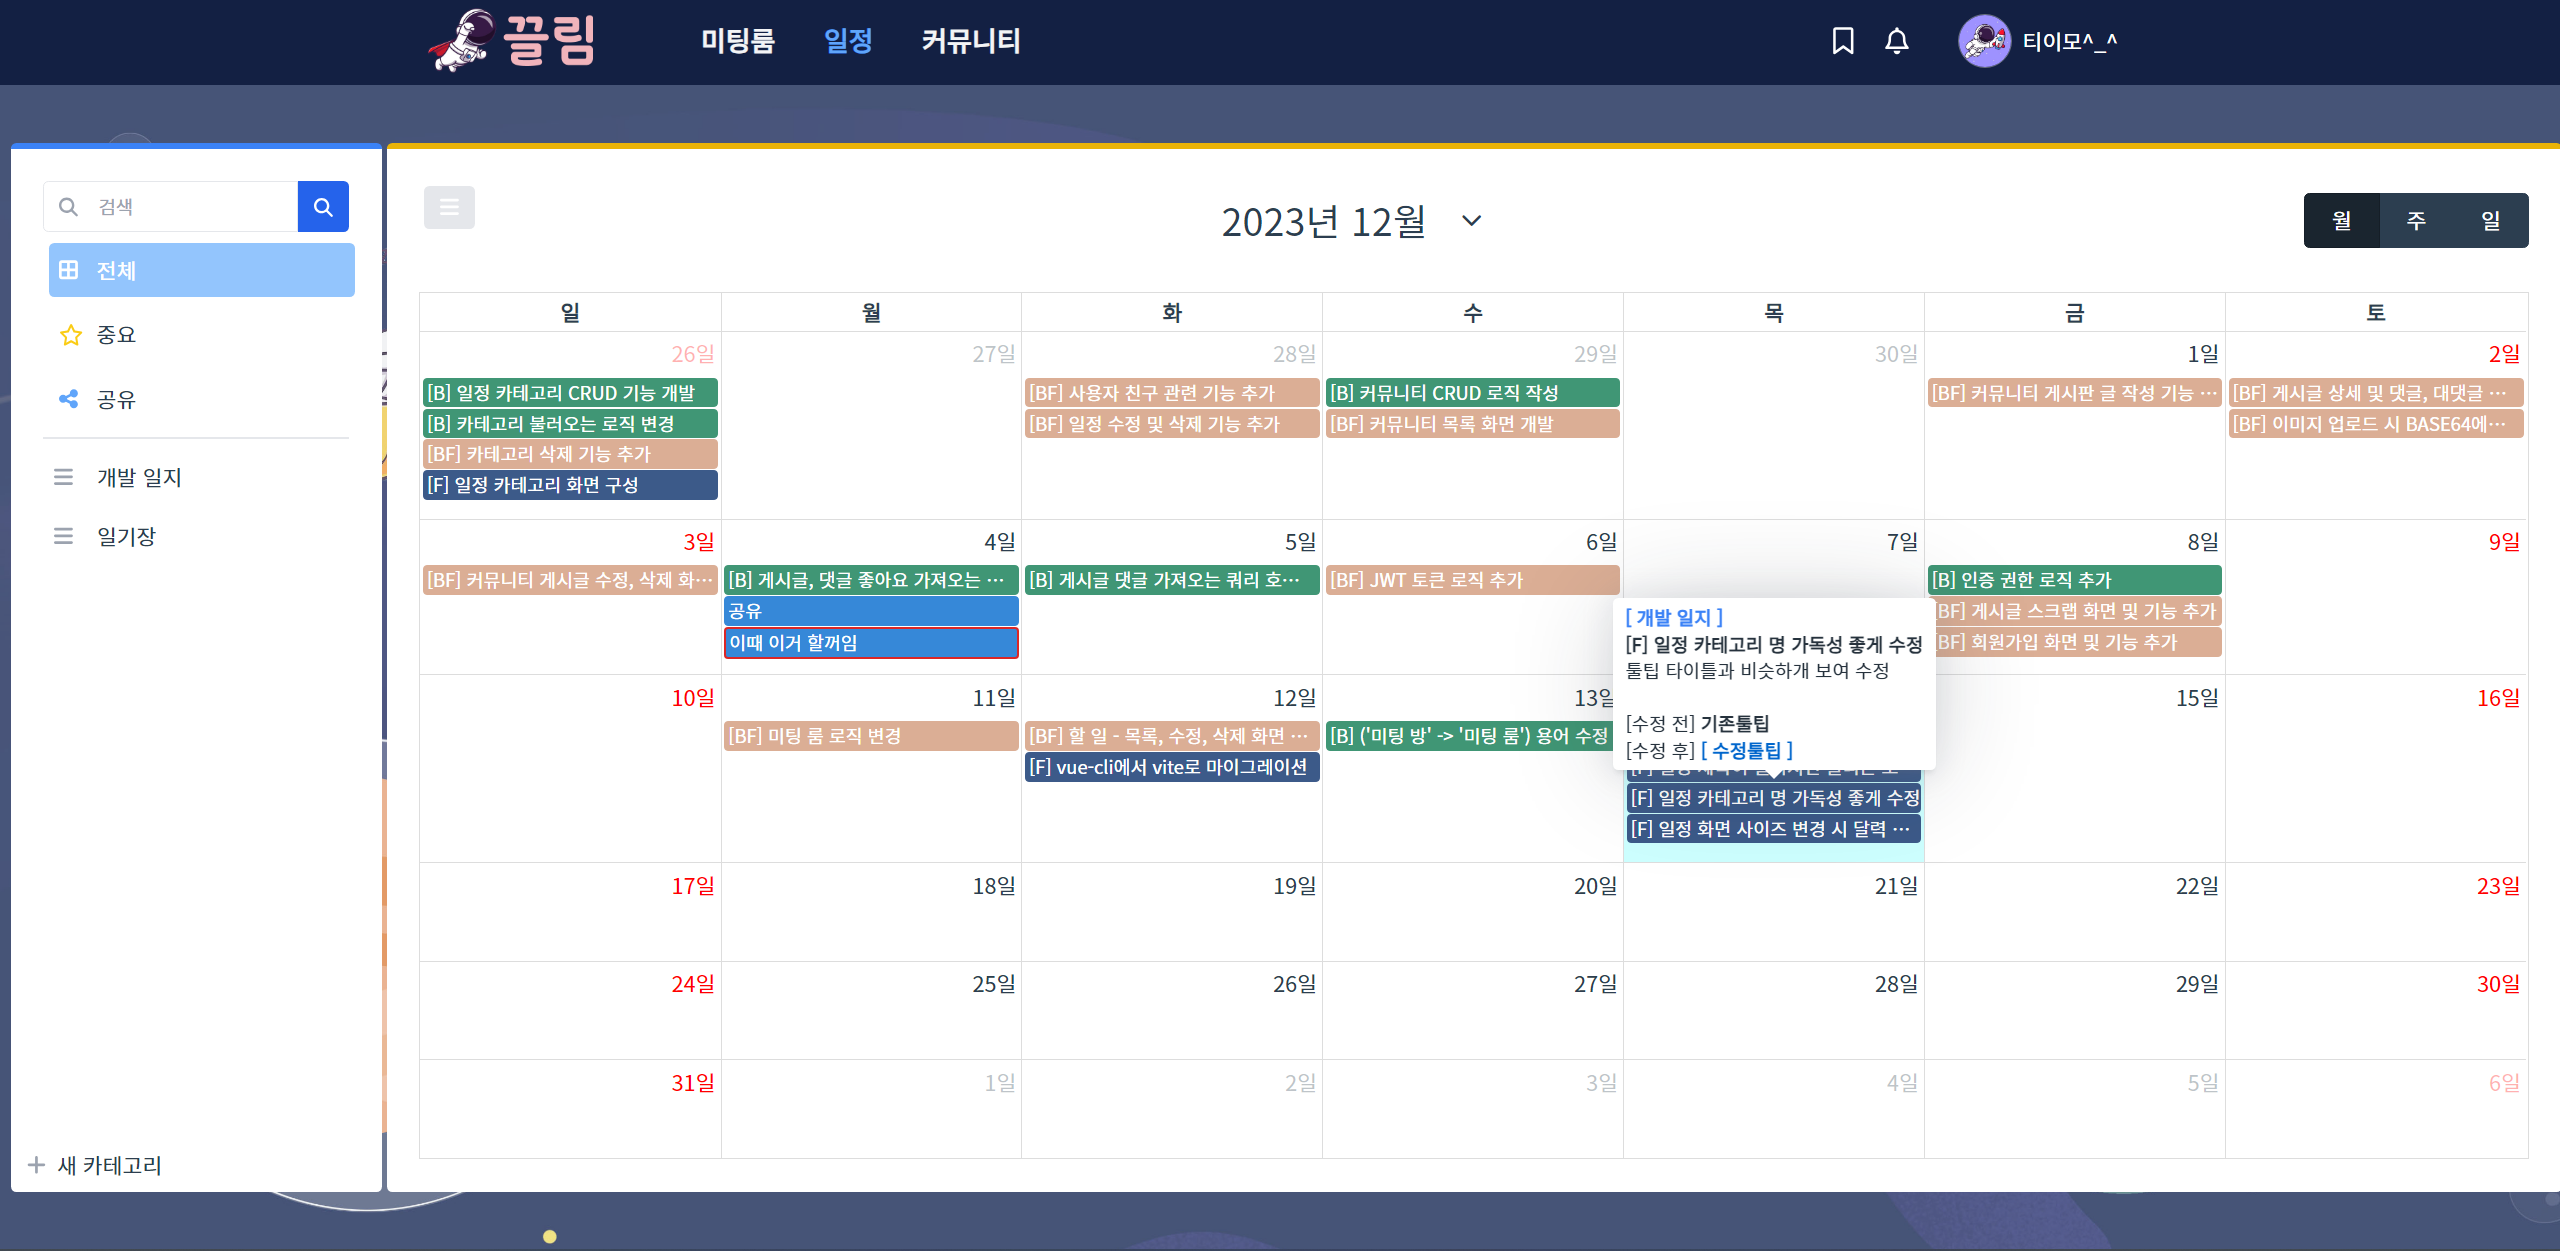 끌림
미팅룸
일정
커뮤니티
티이모^_^
검색
전체
중요
공유
개발 일지
일기장
새 카테고리
2023년 12월
월 주 일
일 월 화 수 목 금 토
26일 27일 28일 29일 30일 1일 2일
[B] 일정 카테고리 CRUD 기능 개발
[B] 카테고리 불러오는 로직 변경
[BF] 카테고리 삭제 기능 추가
[F] 일정 카테고리 화면 구성
[BF] 사용자 친구 관련 기능 추가
[BF] 일정 수정 및 삭제 기능 추가
[B] 커뮤니티 CRUD 로직 작성
[BF] 커뮤니티 목록 화면 개발
[BF] 커뮤니티 게시판 글 작성 기능 ···
[BF] 게시글 상세 및 댓글, 대댓글 ···
[BF] 이미지 업로드 시 BASE64에···
3일 4일 5일 6일 7일 8일 9일
[BF] 커뮤니티 게시글 수정, 삭제 화···
[B] 게시글, 댓글 좋아요 가져오는 ···
공유
이때 이거 할꺼임
[B] 게시글 댓글 가져오는 쿼리 호···
[BF] JWT 토큰 로직 추가
[B] 인증 권한 로직 추가
[BF] 게시글 스크랩 화면 및 기능 추가
[BF] 회원가입 화면 및 기능 추가
[ 개발 일지 ]
[F] 일정 카테고리 명 가독성 좋게 수정
툴팁 타이틀과 비슷하개 보여 수정
[수정 전] 기존툴팁
[수정 후] [ 수정툴팁 ]
10일 11일 12일 13일 15일 16일
[BF] 미팅 룸 로직 변경
[BF] 할 일 - 목록, 수정, 삭제 화면 ···
[F] vue-cli에서 vite로 마이그레이션
[B] ('미팅 방' -> '미팅 룸') 용어 수정
[F] 일정 카테고리 명 가독성 좋게 수정
[F] 일정 화면 사이즈 변경 시 달력 ···
17일 18일 19일 20일 21일 22일 23일
24일 25일 26일 27일 28일 29일 30일
31일 1일 2일 3일 4일 5일 6일